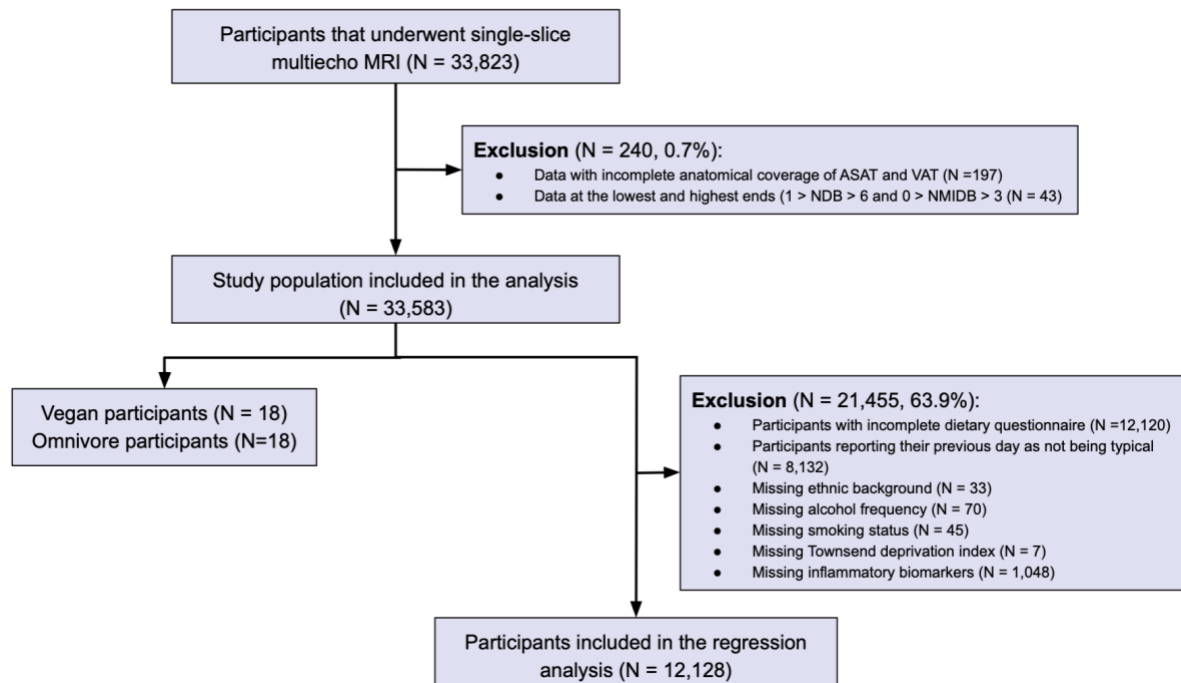 Participants that underwent single-slice
multiecho MRI (N = 33,823)
Exclusion (N = 240, 0.7%):
• Data with incomplete anatomical coverage of ASAT and VAT (N =197)
• Data at the lowest and highest ends (1 > NDB > 6 and 0 > NMIDB > 3 (N = 43)
Study population included in the analysis
(N = 33,583)
Vegan participants (N = 18)
Omnivore participants (N=18)
Exclusion (N = 21,455, 63.9%):
• Participants with incomplete dietary questionnaire (N =12,120)
• Participants reporting their previous day as not being typical
(N = 8,132)
• Missing ethnic background (N = 33)
• Missing alcohol frequency (N = 70)
• Missing smoking status (N = 45)
• Missing Townsend deprivation index (N = 7)
• Missing inflammatory biomarkers (N = 1,048)
Participants included in the regression
analysis (N = 12,128)